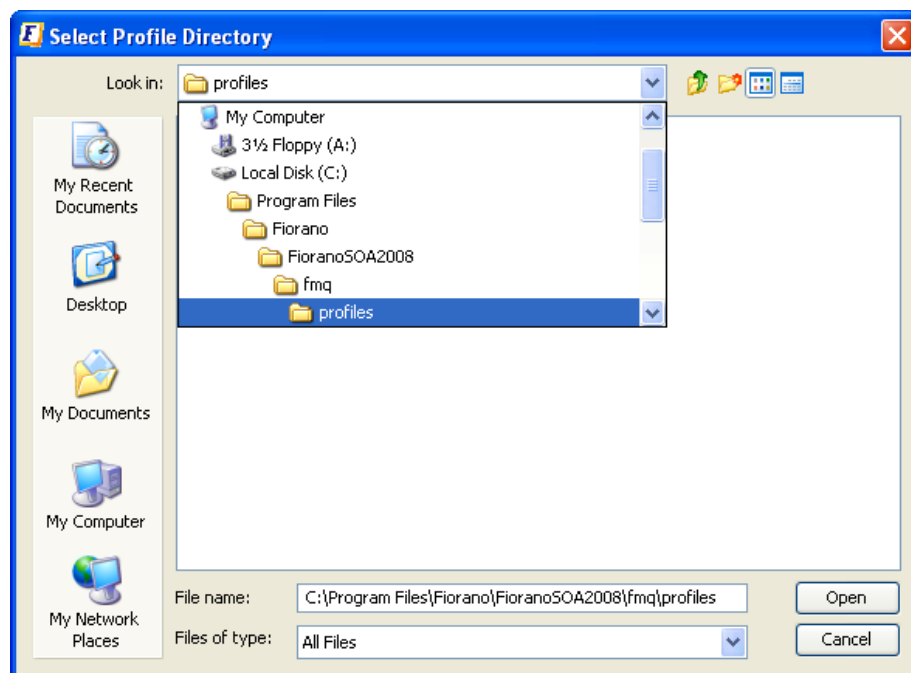 Select Profile Directory
Look in:
profiles
My Computer
3½ Floppy (A:)
Local Disk (C:)
Program Files
Fiorano
FioranoSOA2008
fmq
profiles
My Recent
Documents
Desktop
My Documents
My Computer
My Network
Places
File name:
C:\Program Files\Fiorano\FioranoSOA2008\fmq\profiles
Open
Files of type:
All Files
Cancel